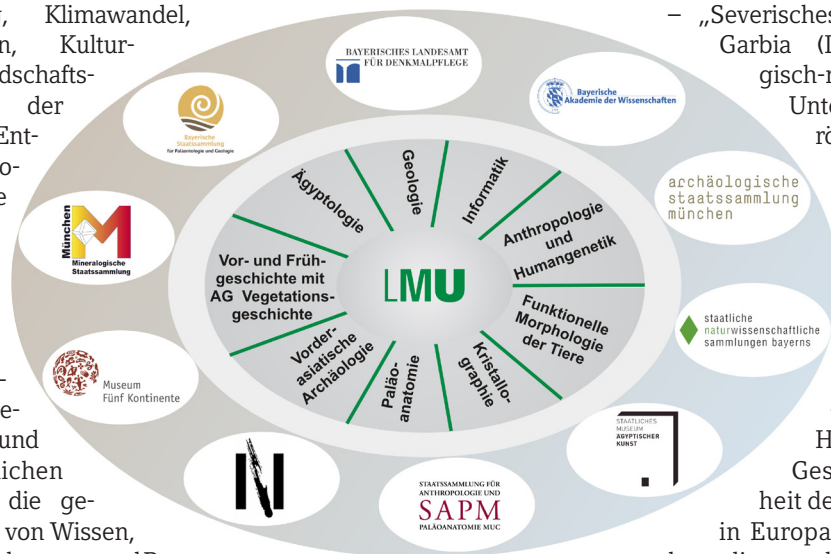 Klimawandel,
Kultur-
dschafts-
der
Ent-
BAYERISCHES LANDESAMT
FÜR DENKMALPFLEGE
Bayerische
Staatssammlung
für Paläontologie und Geologie
Bayerische
Akademie der Wissenschaften
– „Severisches
Garbia
gisch-
Unte
archäologische
staatssammlung
münchen
München
M
Mineralogische
Staatssammlung
Ägyptologie
Geologie
Informatik
Anthropologie
und
Humangenetik
Vor- und Früh-
geschichte mit
AG Vegetations-
geschichte
LMU
Funktionelle
Morphologie
der Tiere
Vorder-
asiatische
Archäologie
Paläo-
anatomie
Kristallo-
graphie
staatliche
naturwissenschaftliche
sammlungen bayerns
Museum
Fünf Kontinente
STAATLICHES
MUSEUM
ÄGYPTISCHER
KUNST
N
STAATSSAMMLUNG FÜR
ANTHROPOLOGIE UND
SAPM
PALÄOANATOMIE MUC
e-
und
lichen
die ge-
von Wissen,
H
Ges
heit de
in Europa